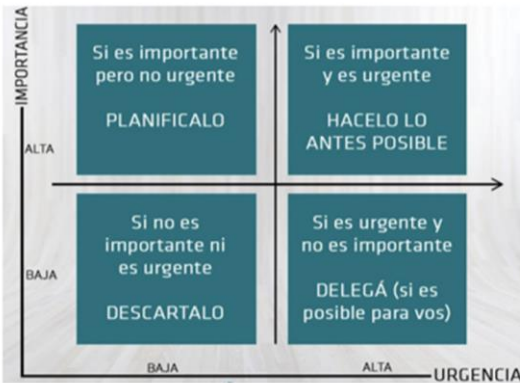 IMPORTANCIA
ALTA
BAJA
Si es importante
pero no urgente
PLANIFICALO
Si es importante
y es urgente
HACELO LO
ANTES POSIBLE
Si no es
importante ni
es urgente
DESCARTALO
Si es urgente y
no es importante
DELEGÁ (si es
posible para vos)
BAJA
ALTA
URGENCIA